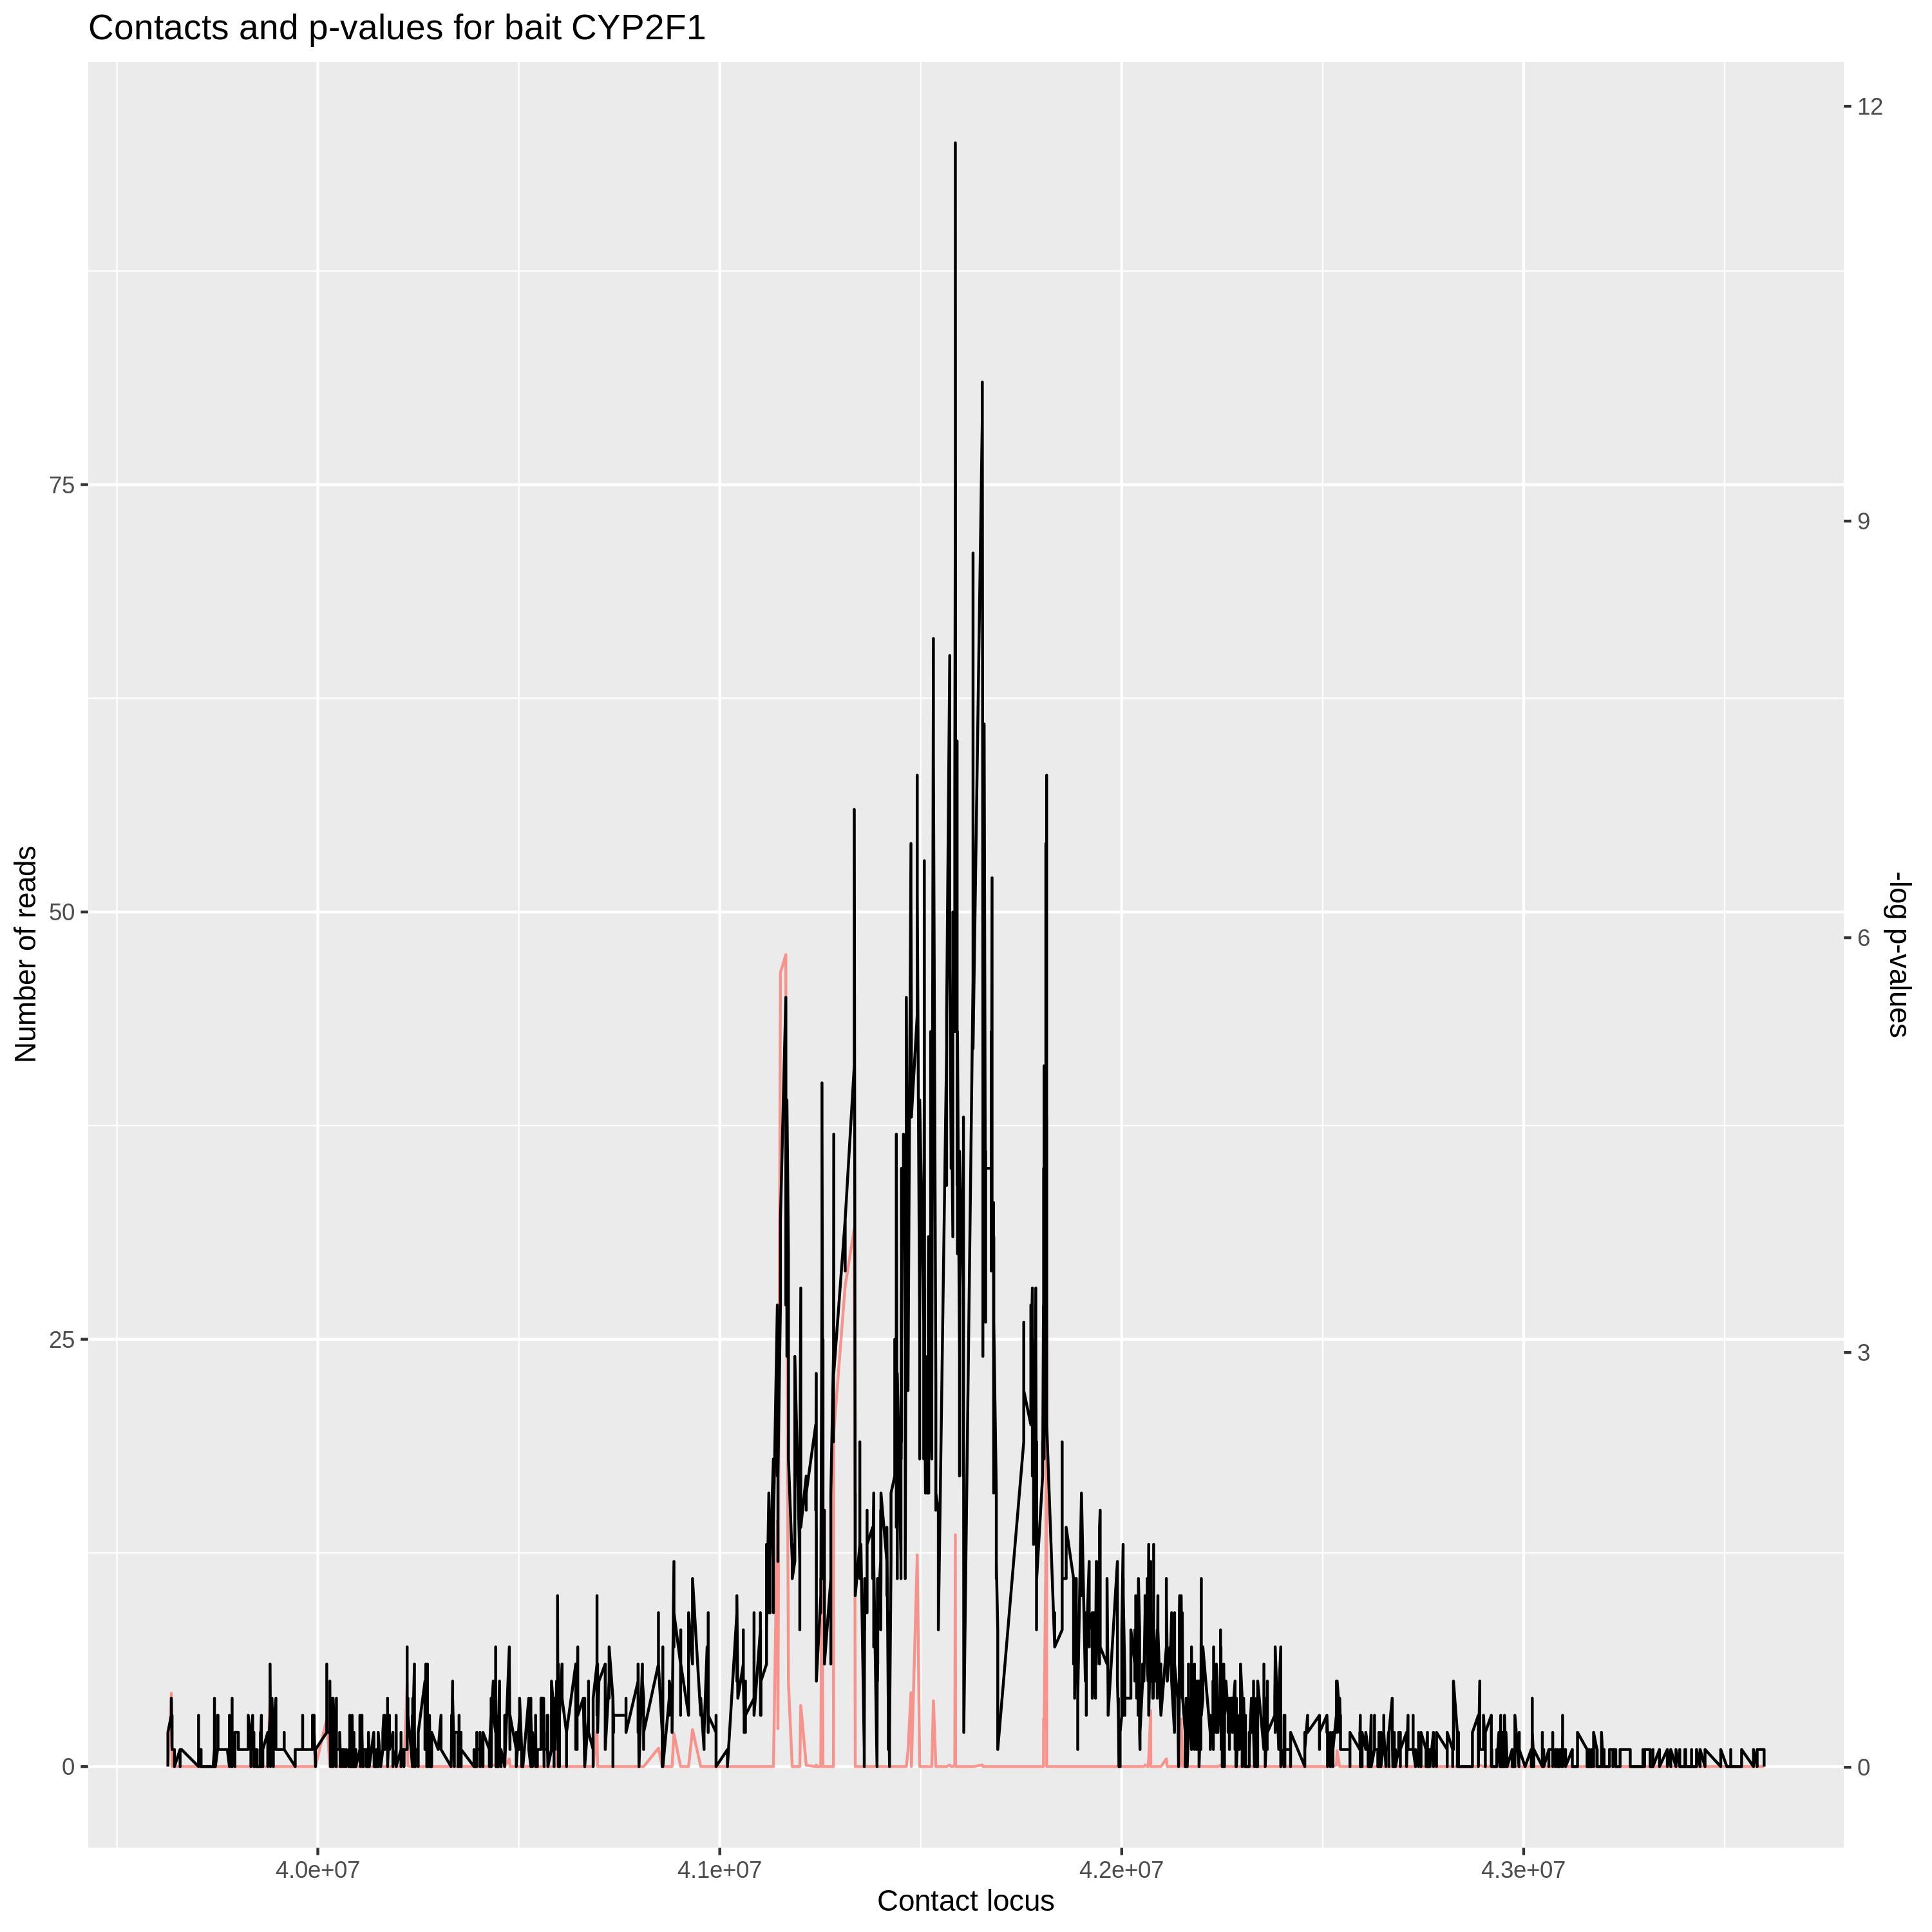 Contacts and p-values for bait CYP2F1
12
75
9
Number of reads
50
6
-log p-values
25
3
0
0
4.0e+07
4.1e+07
4.2e+07
4.3e+07
Contact locus